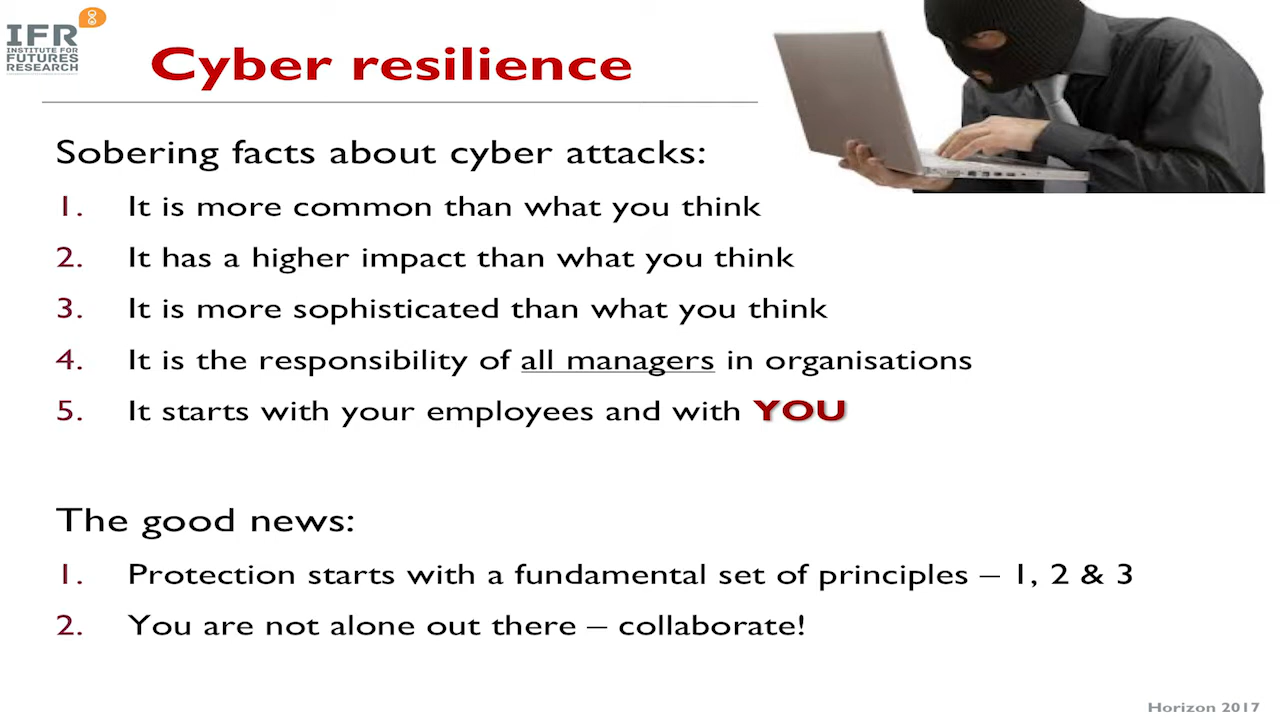 IFR
INSTITUTE FOR
FUTURES
RESEARCH
Cyber resilience
Sobering facts about cyber attacks:
1. It is more common than what you think
2. It has a higher impact than what you think
3. It is more sophisticated than what you think
4. It is the responsibility of all managers in organisations
5. It starts with your employees and with YOU
The good news:
1. Protection starts with a fundamental set of principles – 1, 2 & 3
2. You are not alone out there – collaborate!
Horizon 2017